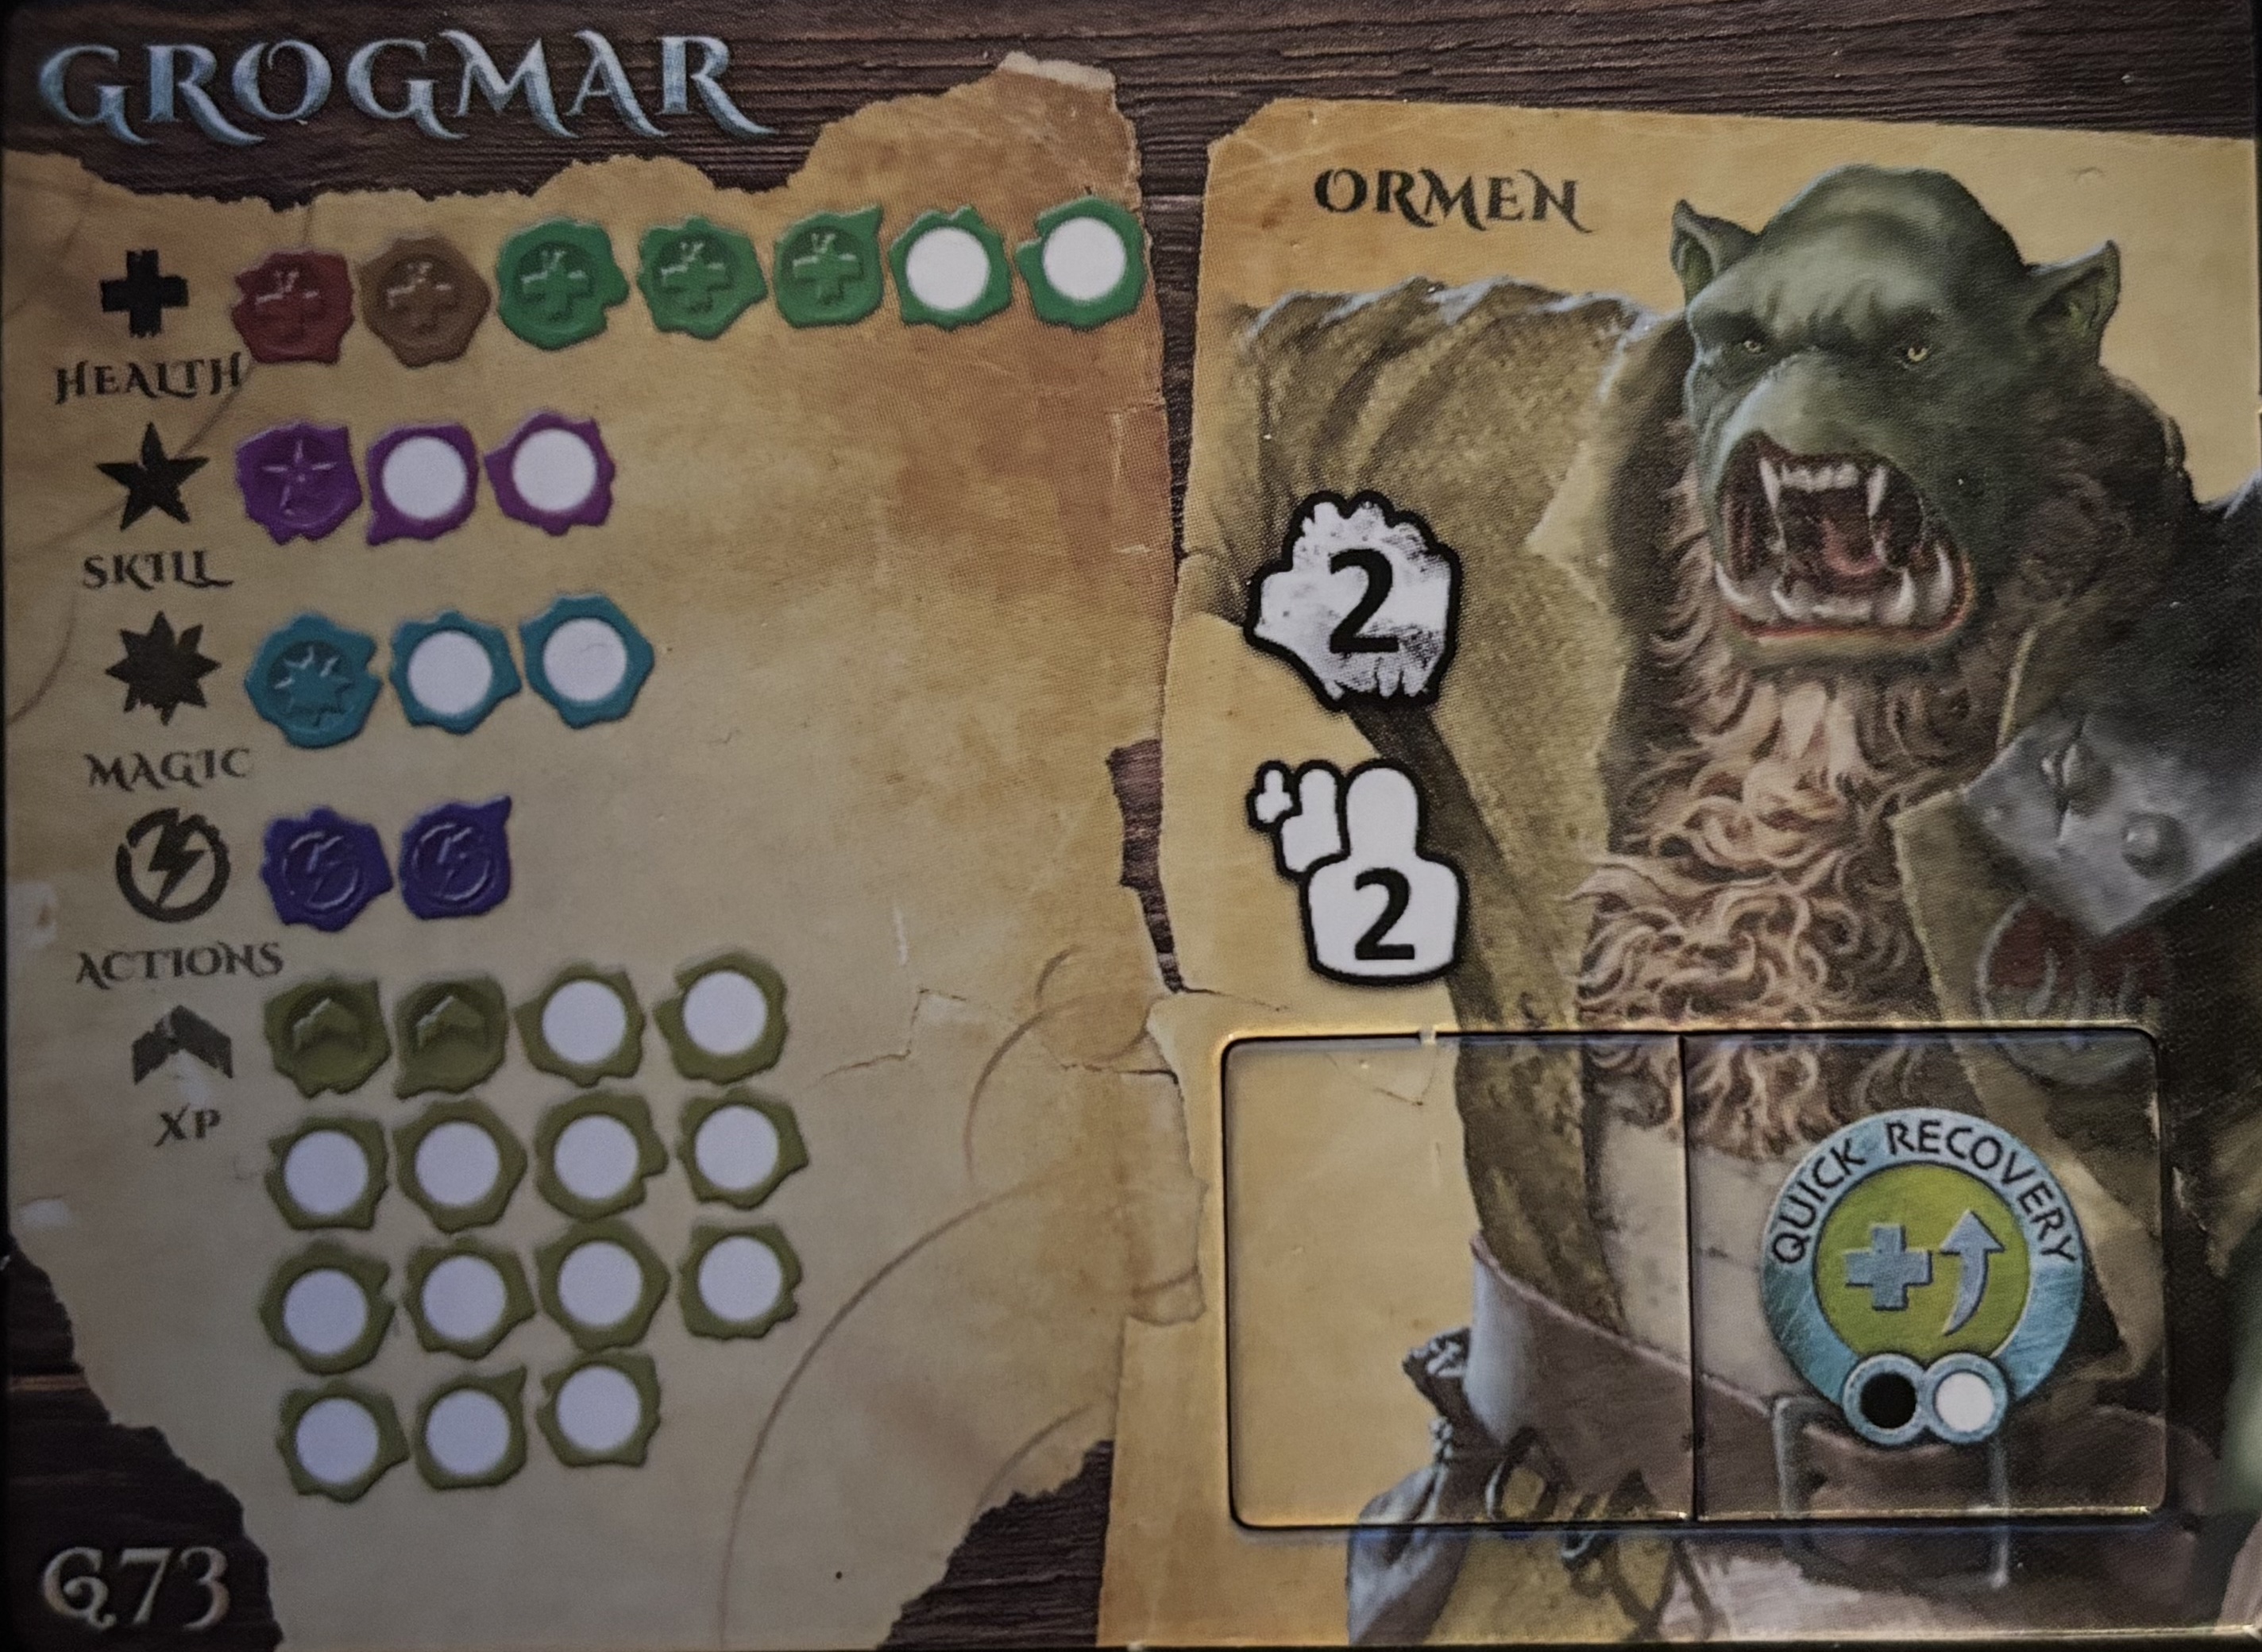 GROGMAR
HEALTH
SKILL
MAGIC
ACTIONS
XP
G73
ORMEN
2
2
QUICK RECOVERY